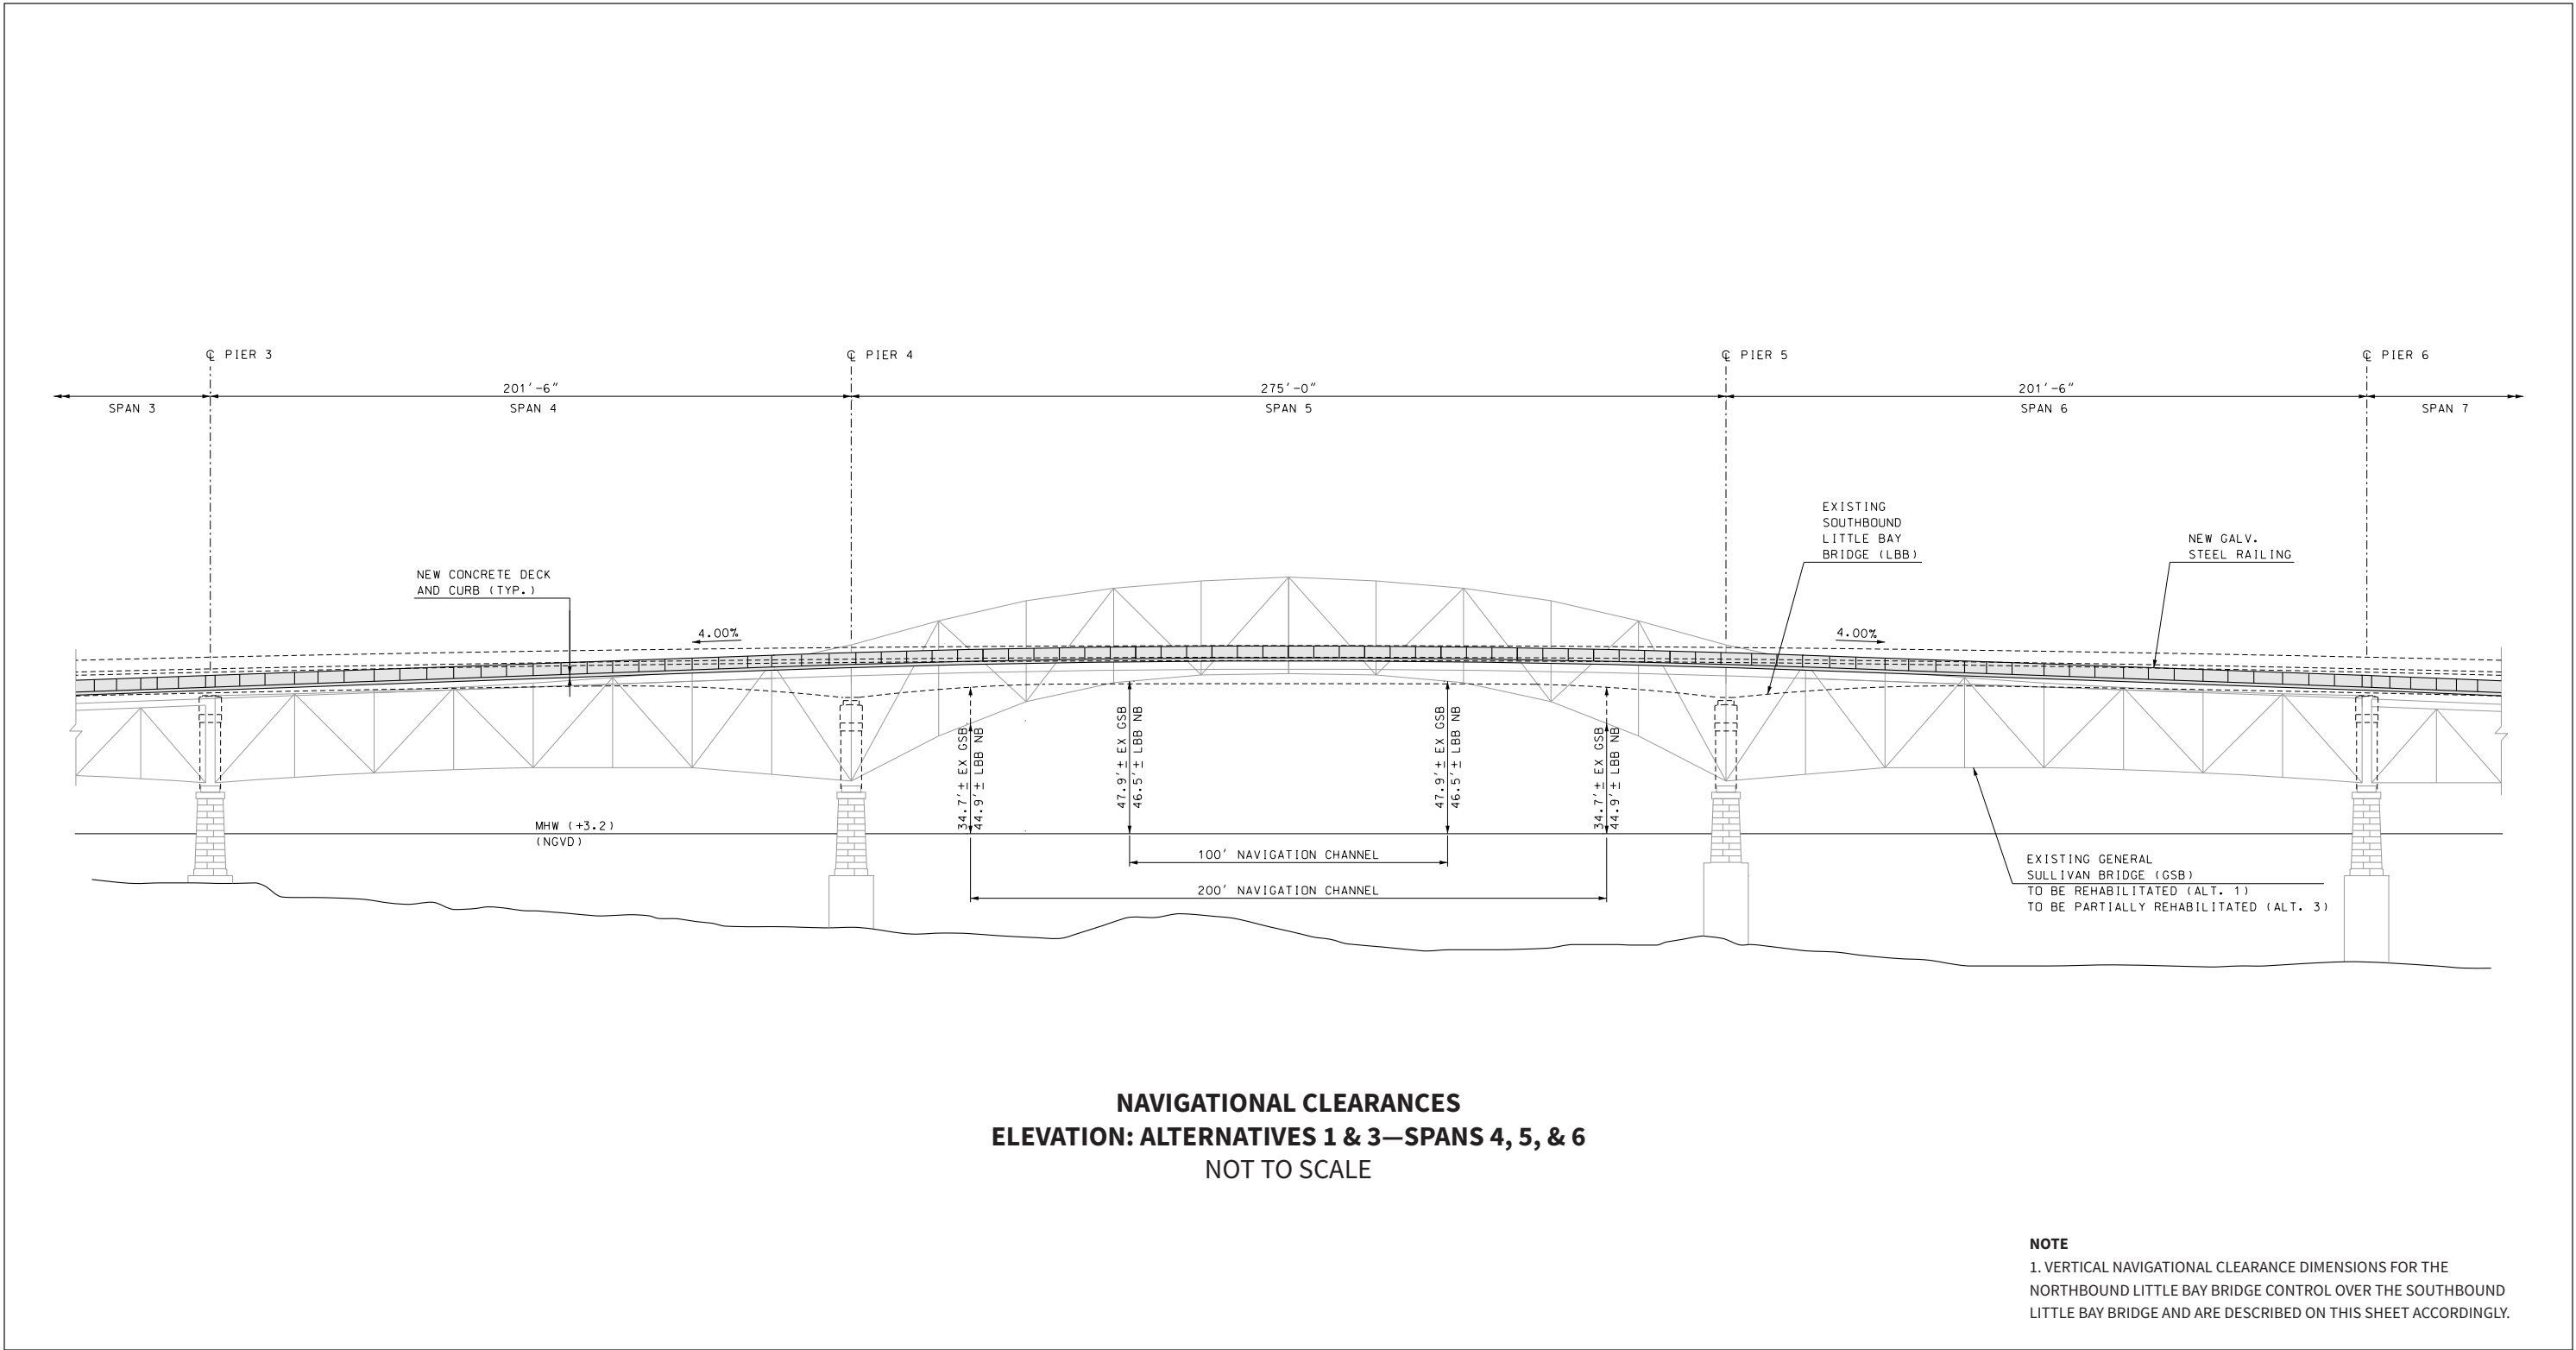 ℄ PIER 3
℄ PIER 4
℄ PIER 5
℄ PIER 6
201'-6"
275'-0"
201'-6"
SPAN 3
SPAN 4
SPAN 5
SPAN 6
SPAN 7
EXISTING
SOUTHBOUND
LITTLE BAY
BRIDGE (LBB)
NEW GALV.
STEEL RAILING
NEW CONCRETE DECK
AND CURB (TYP.)
4.00%
4.00%
34.7'± EX GSB
44.9'± LBB NB
47.9'± EX GSB
46.5'± LBB NB
47.9'± EX GSB
46.5'± LBB NB
34.7'± EX GSB
44.9'± LBB NB
MHW (+3.2)
(NGVD)
100' NAVIGATION CHANNEL
200' NAVIGATION CHANNEL
EXISTING GENERAL
SULLIVAN BRIDGE (GSB)
TO BE REHABILITATED (ALT. 1)
TO BE PARTIALLY REHABILITATED (ALT. 3)
NAVIGATIONAL CLEARANCES
ELEVATION: ALTERNATIVES 1 & 3—SPANS 4, 5, & 6
NOT TO SCALE
NOTE
1. VERTICAL NAVIGATIONAL CLEARANCE DIMENSIONS FOR THE
NORTHBOUND LITTLE BAY BRIDGE CONTROL OVER THE SOUTHBOUND
LITTLE BAY BRIDGE AND ARE DESCRIBED ON THIS SHEET ACCORDINGLY.